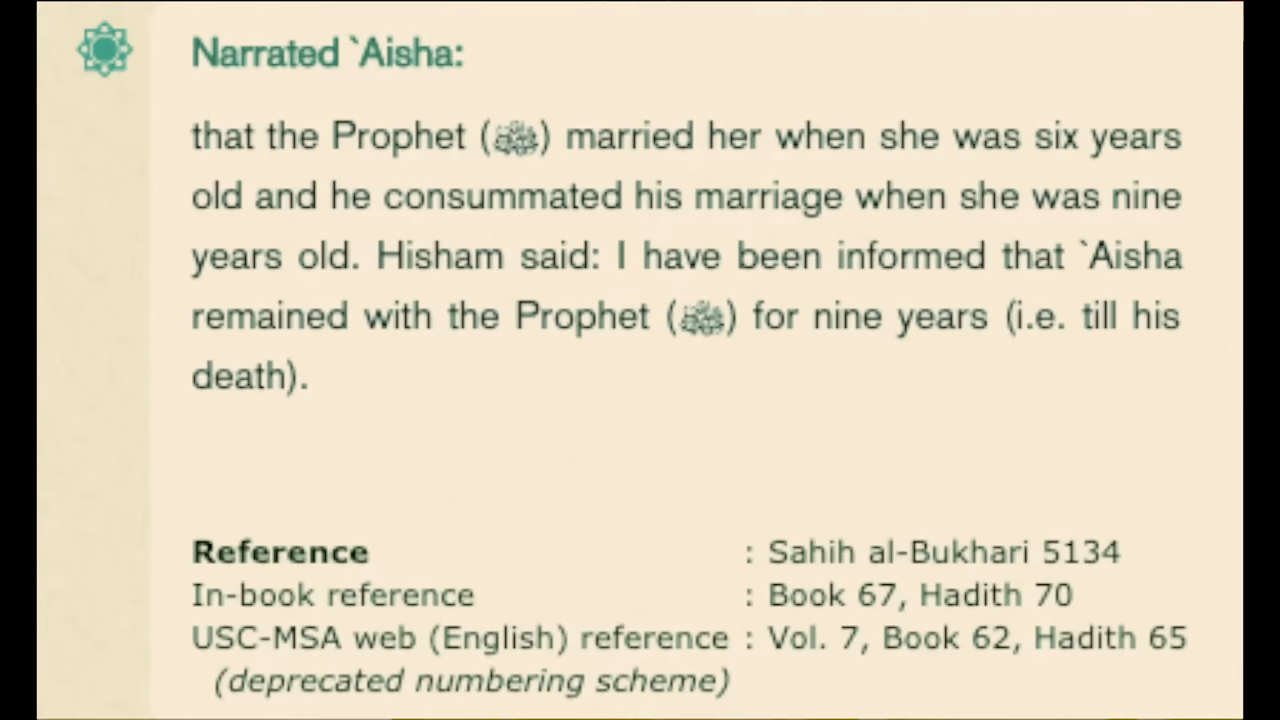 Narrated `Aisha:
that the Prophet (ﷺ) married her when she was six years
old and he consummated his marriage when she was nine
years old. Hisham said: I have been informed that `Aisha
remained with the Prophet (ﷺ) for nine years (i.e. till his
death).
Reference : Sahih al-Bukhari 5134
In-book reference : Book 67, Hadith 70
USC-MSA web (English) reference : Vol. 7, Book 62, Hadith 65
(deprecated numbering scheme)